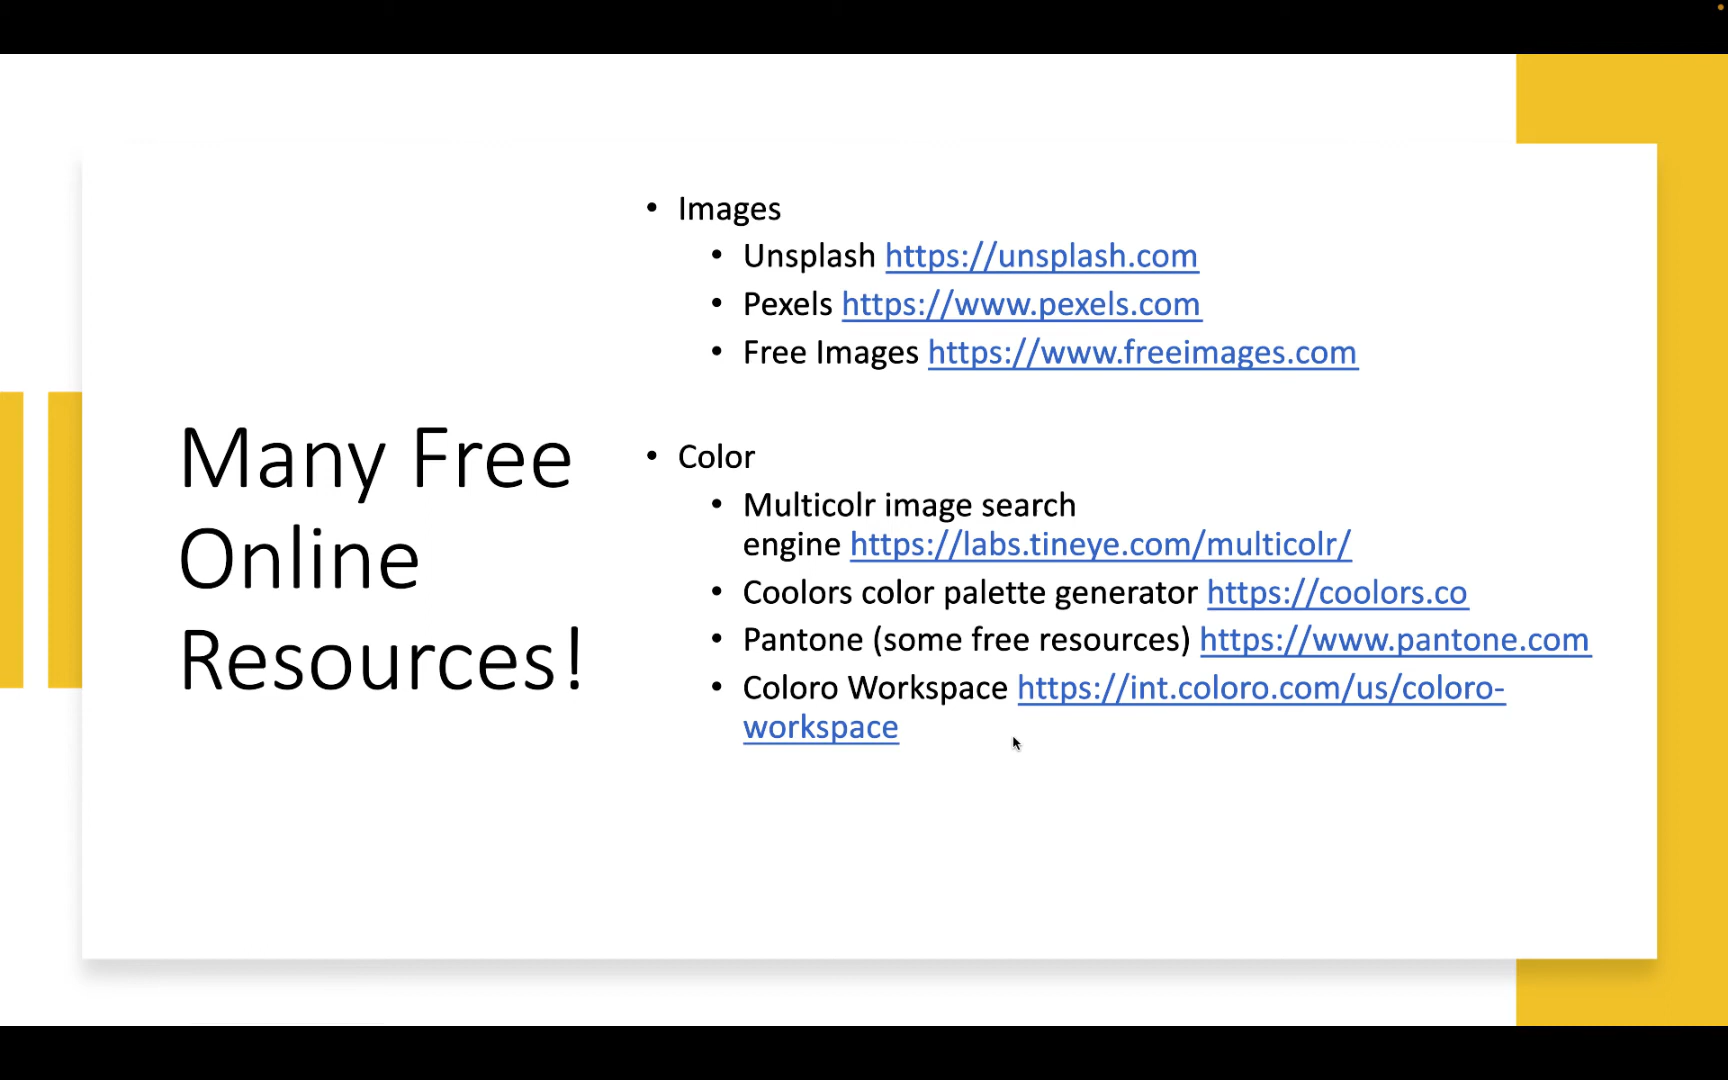 Many Free
Online
Resources!
• Images
• Unsplash https://unsplash.com
• Pexels https://www.pexels.com
• Free Images https://www.freeimages.com
• Color
• Multicolr image search
engine https://labs.tineye.com/multicolr/
• Coolors color palette generator https://coolors.co
• Pantone (some free resources) https://www.pantone.com
• Coloro Workspace https://int.coloro.com/us/coloro-
workspace